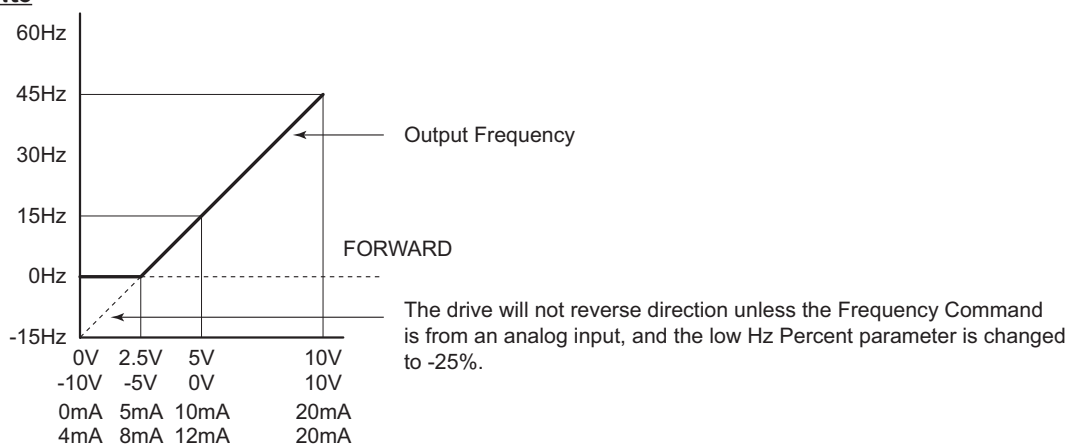 60Hz
45Hz
30Hz
15Hz
0Hz
-15Hz
Output Frequency
FORWARD
The drive will not reverse direction unless the Frequency Command
is from an analog input, and the low Hz Percent parameter is changed
to -25%.
0V 2.5V 5V 10V
-10V -5V 0V 10V
0mA 5mA 10mA 20mA
4mA 8mA 12mA 20mA